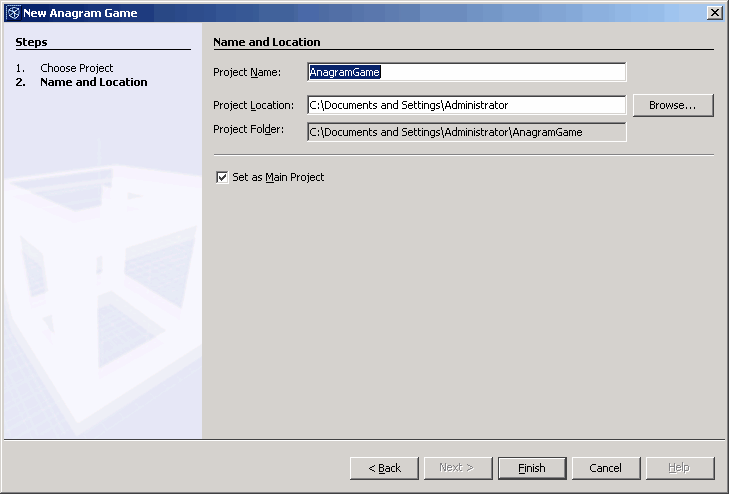 New Anagram Game
Steps
1. Choose Project
2. Name and Location
Name and Location
Project Name: AnagramGame
Project Location: C:\Documents and Settings\Administrator Browse...
Project Folder: C:\Documents and Settings\Administrator\AnagramGame
Set as Main Project
< Back Next > Finish Cancel Help